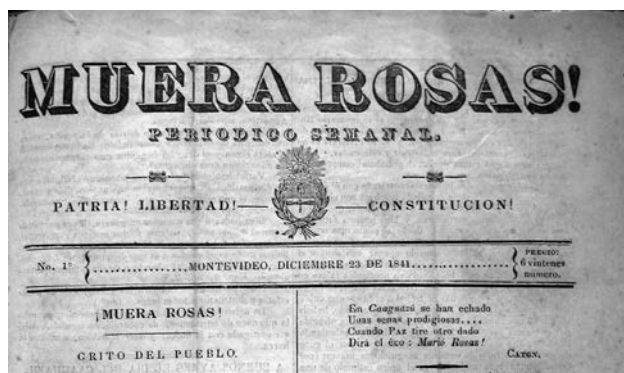 ¡MUERA ROSAS!
PERIODICO SEMANAL.
PATRIA! LIBERTAD!— —CONSTITUCION!
No. 1º {................MONTEVIDEO, DICIEMBRE 23 DE 1841................} PRECIO: 6 vintenes número.
¡MUERA ROSAS!
GRITO DEL PUEBLO.
En Caaguazú se han echado
Unas senas prodigiosas....
Cuando PAZ tire otro dado
Dirá el éco: Murió Rosas!
CATON.